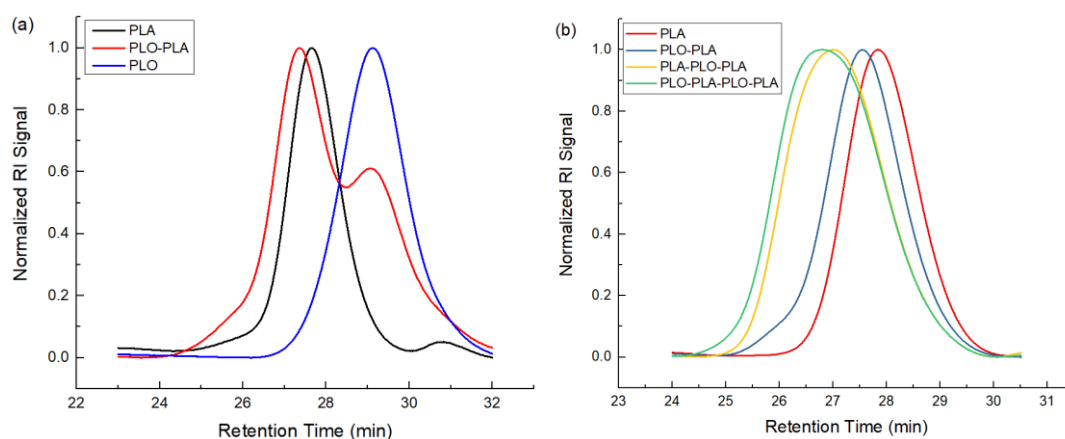 (a)
PLA
PLO-PLA
PLO
1.0
0.8
0.6
0.4
0.2
0.0
Normalized RI Signal
22 24 26 28 30 32
Retention Time (min)
(b)
PLA
PLO-PLA
PLA-PLO-PLA
PLO-PLA-PLO-PLA
1.0
0.8
0.6
0.4
0.2
0.0
Normalized RI Signal
23 24 25 26 27 28 29 30 31
Retention Time (min)